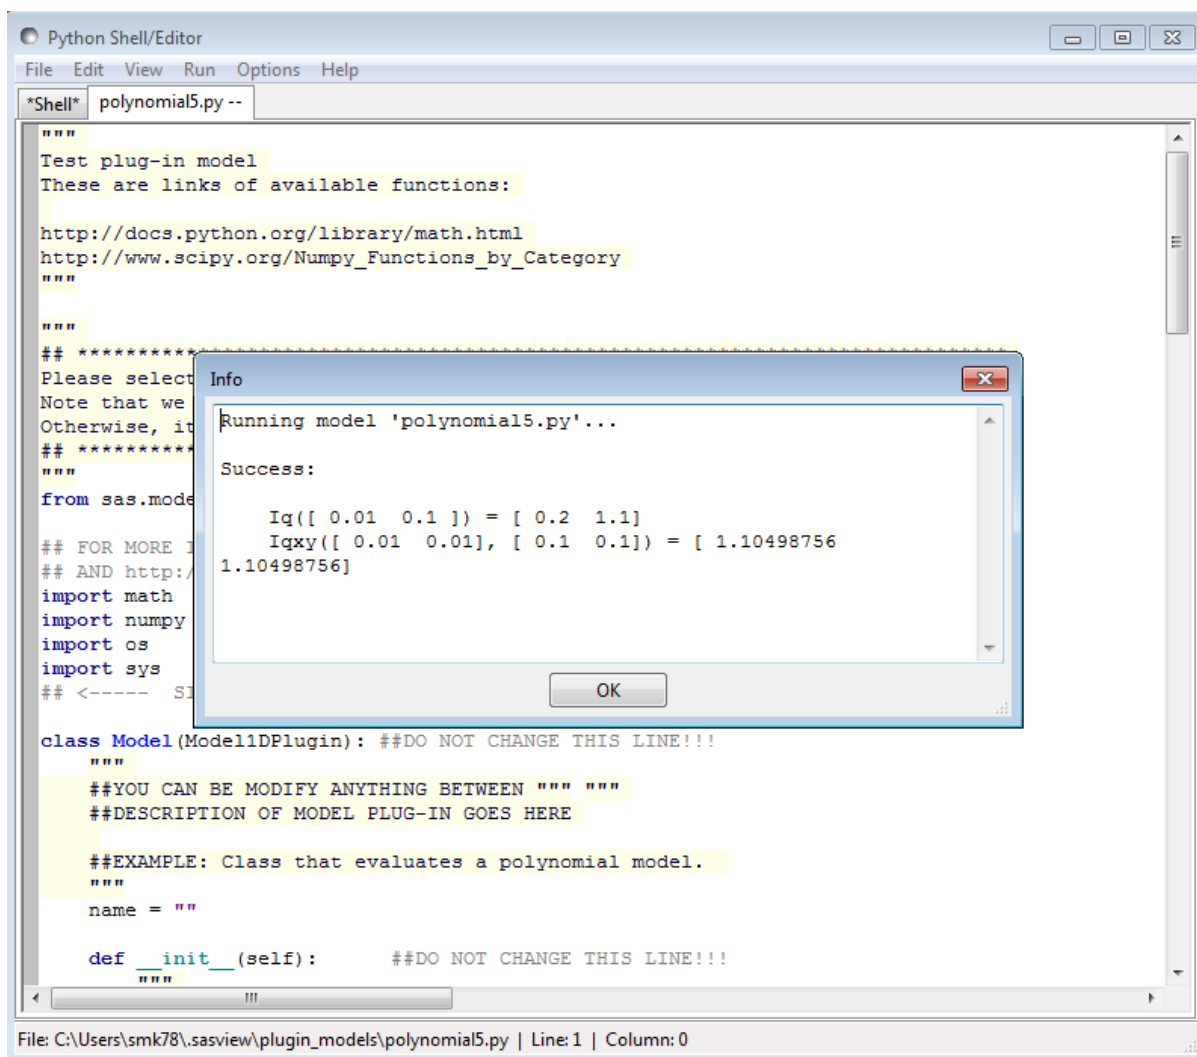 Python Shell/Editor
File Edit View Run Options Help
*Shell* polynomial5.py --
"""
Test plug-in model
These are links of available functions:
http://docs.python.org/library/math.html
http://www.scipy.org/Numpy_Functions_by_Category
"""
"""
## *****************************************************************************
Please select
Note that we
Otherwise, it
## **********
"""
from sas.mode
## FOR MORE I
## AND http:/
import math
import numpy
import os
import sys
## <----- SI
Info
Running model 'polynomial5.py'...
Success:
Iq([ 0.01 0.1 ]) = [ 0.2 1.1]
Iqxy([ 0.01 0.01], [ 0.1 0.1]) = [ 1.10498756
1.10498756]
OK
class Model(Model1DPlugin): ##DO NOT CHANGE THIS LINE!!!
"""
##YOU CAN BE MODIFY ANYTHING BETWEEN """ """
##DESCRIPTION OF MODEL PLUG-IN GOES HERE
##EXAMPLE: Class that evaluates a polynomial model.
"""
name = ""
def __init__(self): ##DO NOT CHANGE THIS LINE!!!
"""
File: C:\Users\smk78\.sasview\plugin_models\polynomial5.py | Line: 1 | Column: 0